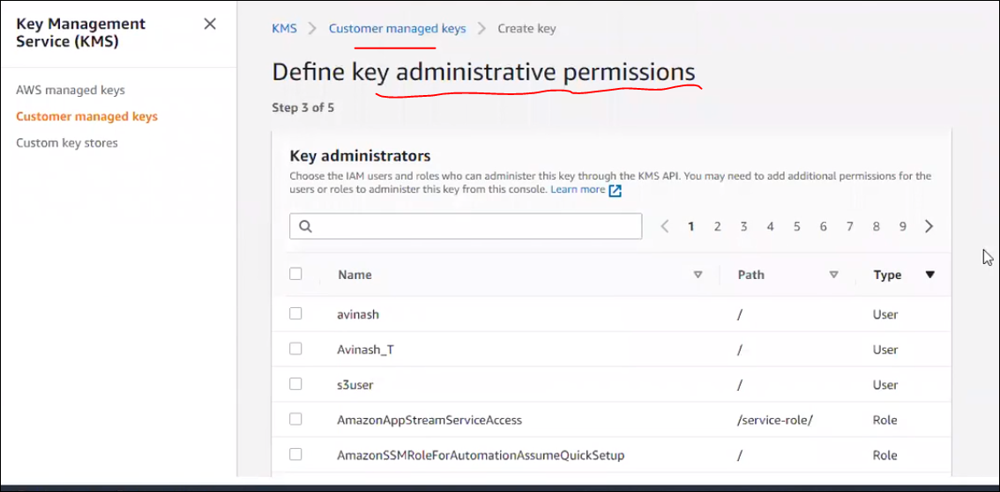 Key Management
Service (KMS)
AWS managed keys
Customer managed keys
Custom key stores
KMS > Customer managed keys > Create key
Define key administrative permissions
Step 3 of 5
Key administrators
Choose the IAM users and roles who can administer this key through the KMS API. You may need to add additional permissions for the
users or roles to administer this key from this console. Learn more
1 2 3 4 5 6 7 8 9
Name Path Type
avinash / User
Avinash_T / User
s3user / User
AmazonAppStreamServiceAccess /service-role/ Role
AmazonSSMRoleForAutomationAssumeQuickSetup / Role